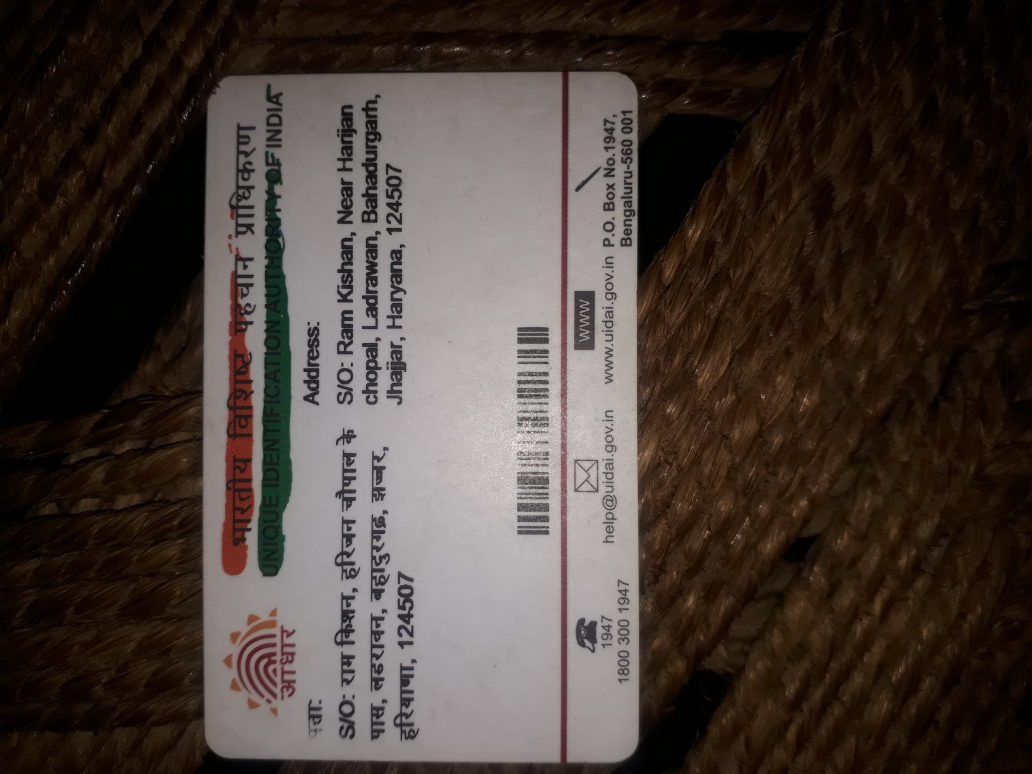 भारतीय विशिष्ट पहचान प्राधिकरण
UNIQUE IDENTIFICATION AUTHORITY OF INDIA
आधार
पता:
S/O: राम किशन, हरिजन चौपाल के
पास, लडरावन, बहादुरगढ़, झज्जर,
हरियाणा, 124507
Address:
S/O: Ram Kishan, Near Harijan
chopal, Ladrawan, Bahadurgarh,
Jhajjar, Haryana, 124507
1947
1800 300 1947
help@uidai.gov.in
WWW
www.uidai.gov.in
P.O. Box No.1947,
Bengaluru-560 001